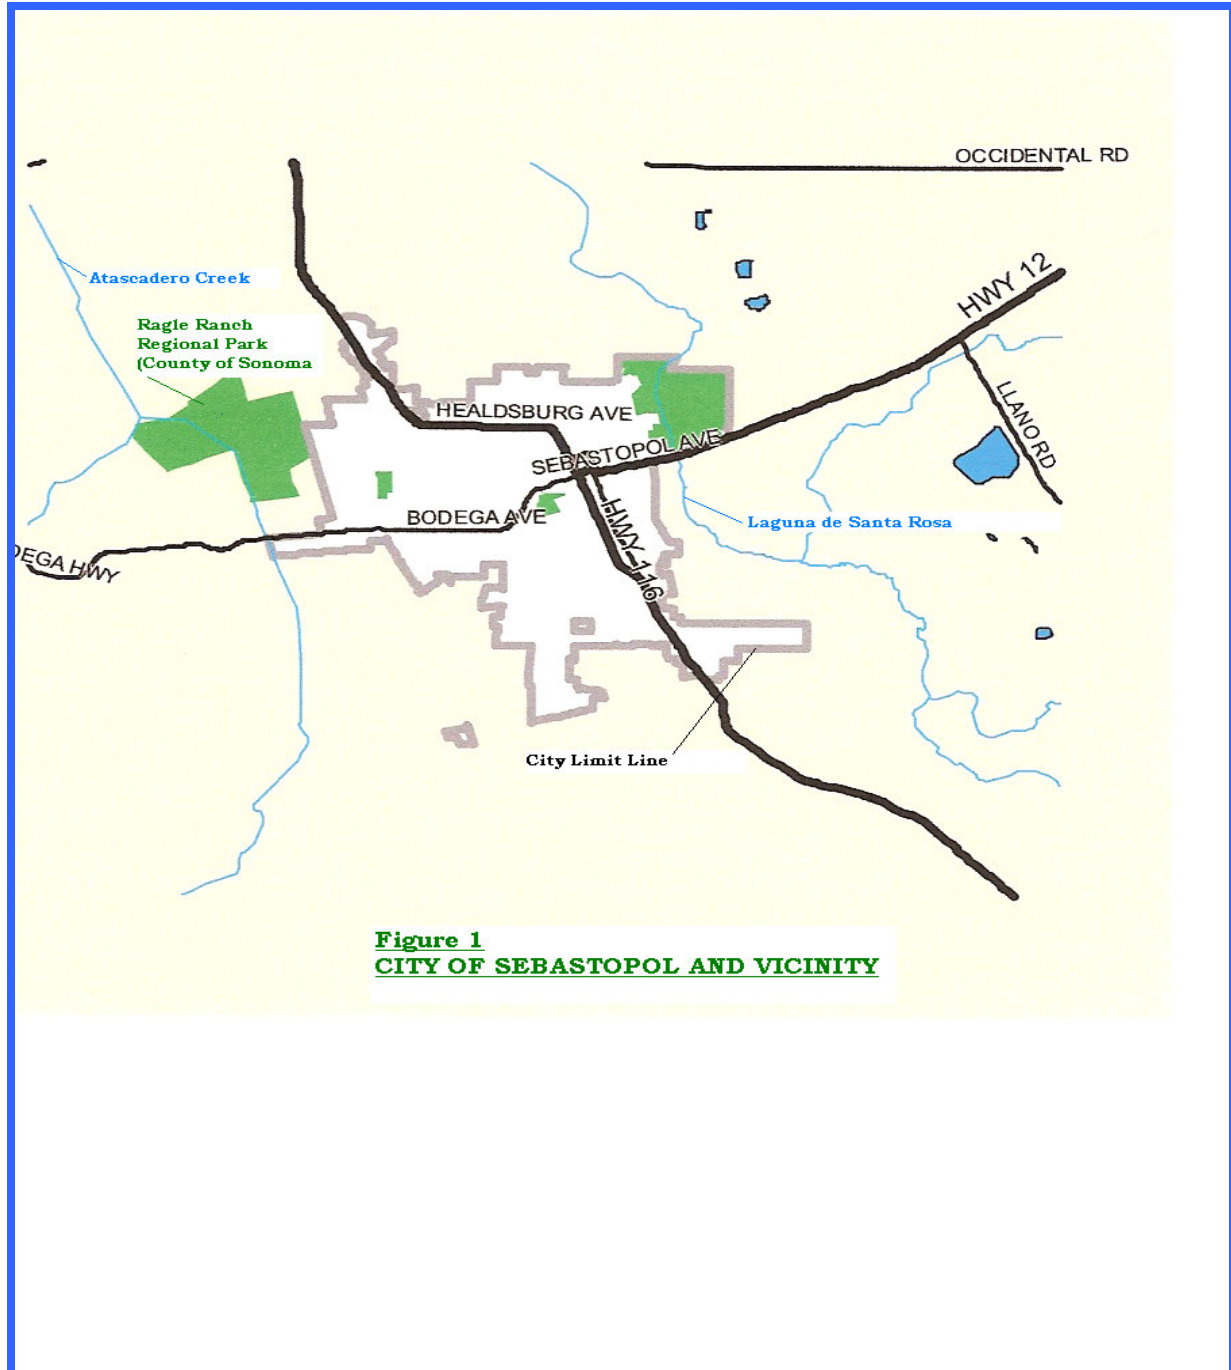 OCCIDENTAL RD
HWY 12
Atascadero Creek
Ragle Ranch
Regional Park
(County of Sonoma
LLANO RD
HEALDSBURG AVE
SEBASTOPOL AVE
BODEGA AVE
HWY 116
Laguna de Santa Rosa
DEGA HWY
City Limit Line
Figure 1
CITY OF SEBASTOPOL AND VICINITY